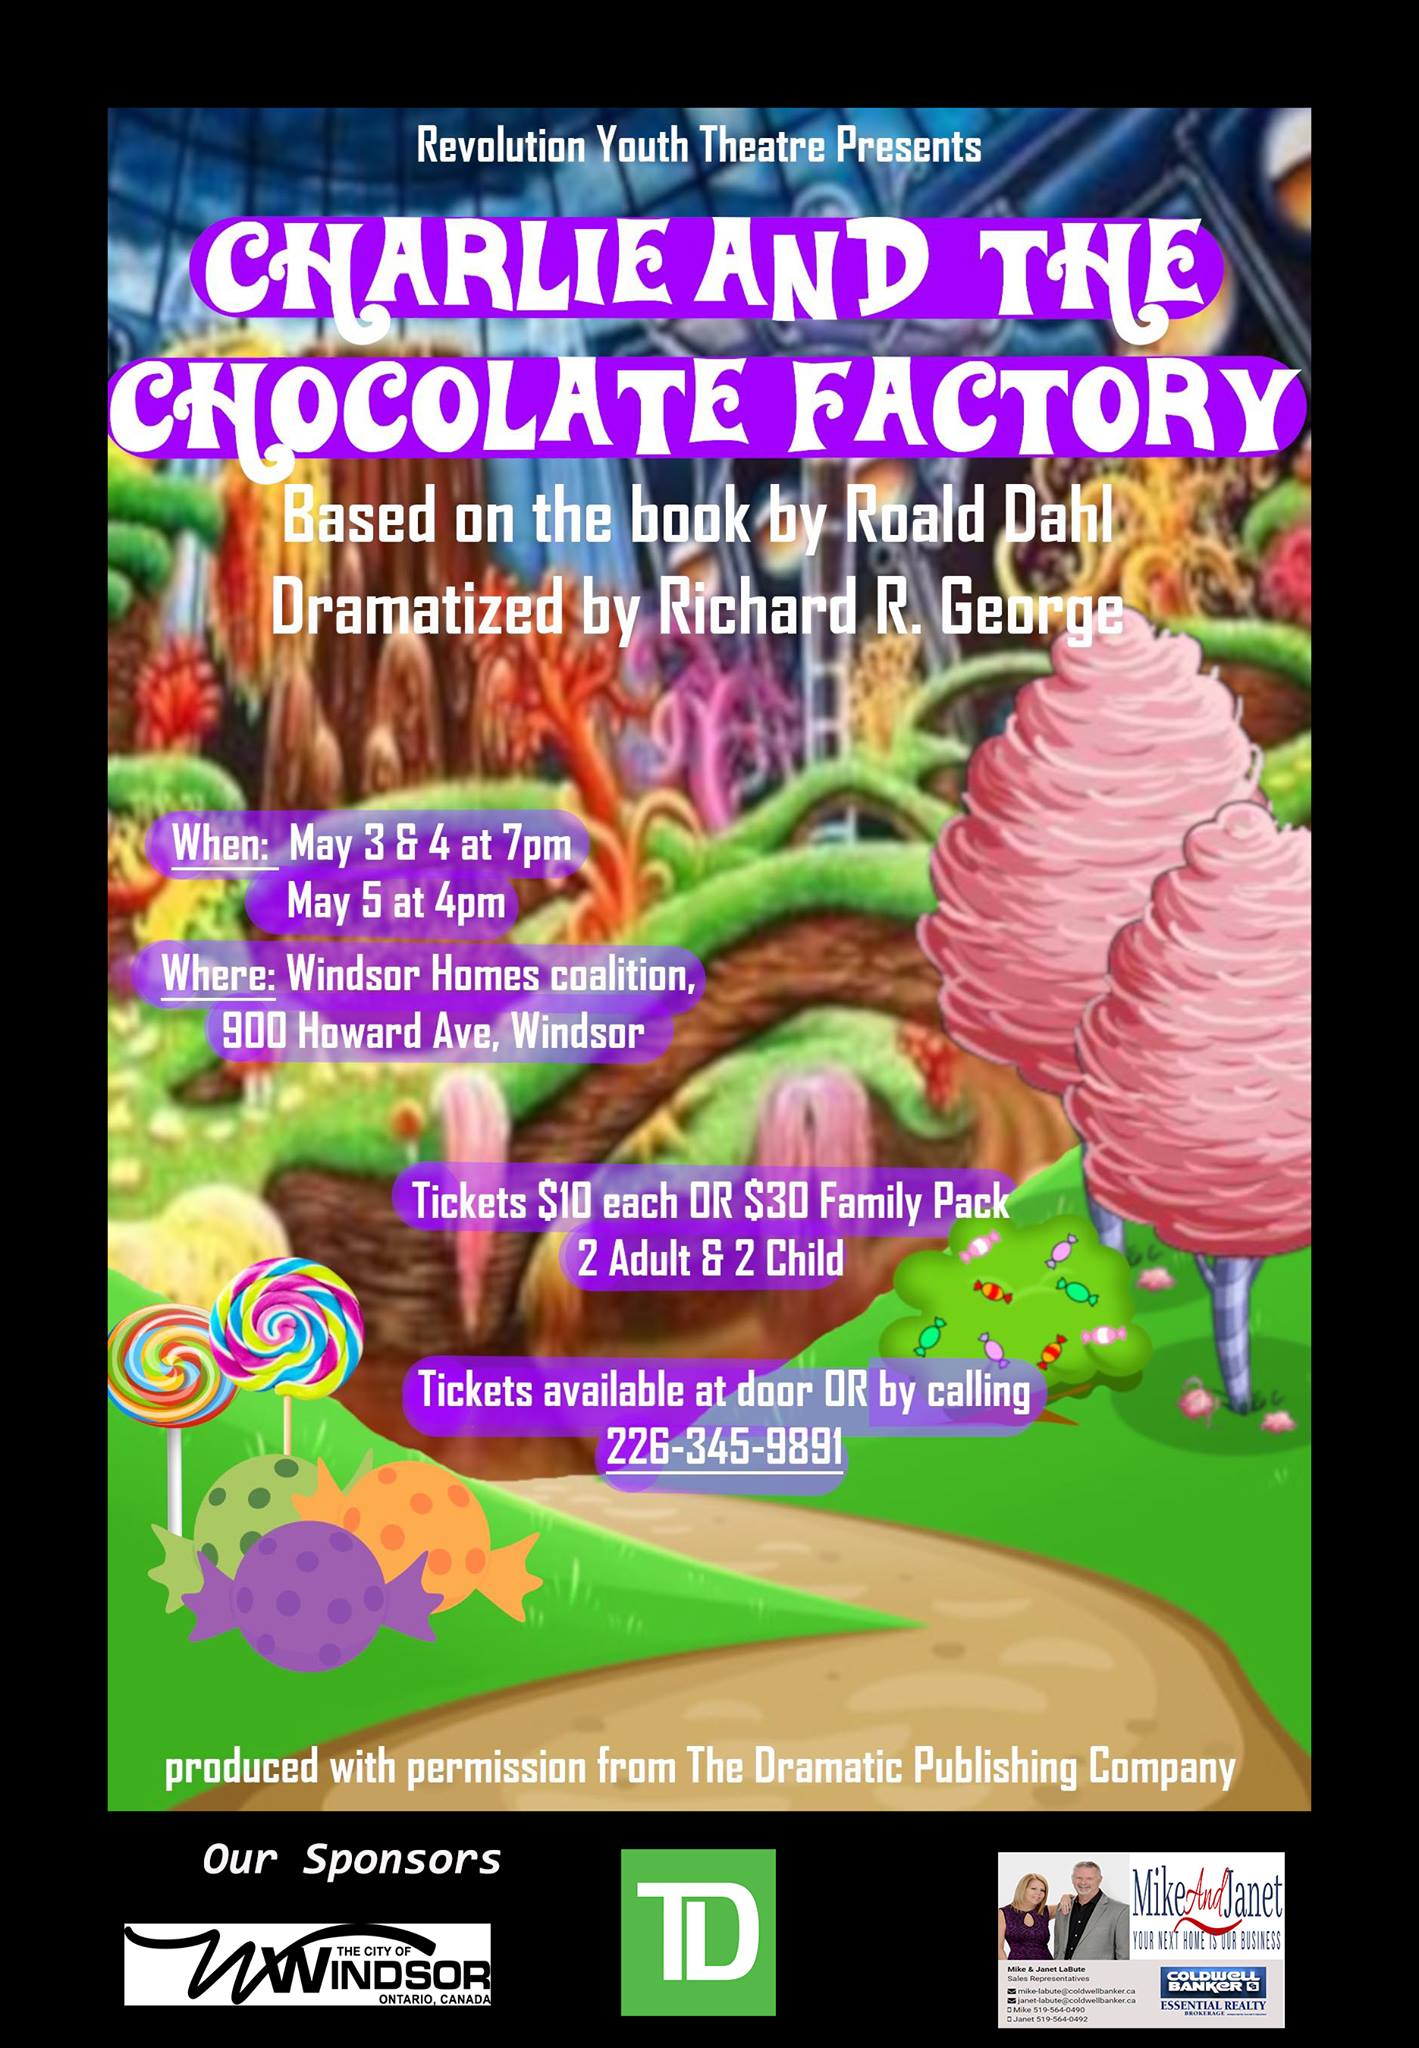 Revolution Youth Theatre Presents
CHARLIE AND THE
CHOCOLATE FACTORY
Based on the book by Roald Dahl
Dramatized by Richard R. George
When: May 3 & 4 at 7pm
May 5 at 4pm
Where: Windsor Homes coalition,
900 Howard Ave, Windsor
Tickets $10 each OR $30 Family Pack
2 Adult & 2 Child
Tickets available at door OR by calling
226-345-9891
produced with permission from The Dramatic Publishing Company
Our Sponsors
THE CITY OF
WINDSOR
ONTARIO, CANADA
TD
Mike And Janet
YOUR NEXT HOME IS OUR BUSINESS
Mike & Janet LaBute
Sales Representatives
mike-labute@coldwellbanker.ca
janet-labute@coldwellbanker.ca
Mike 519-564-0490
Janet 519-564-0492
COLDWELL
BANKER
ESSENTIAL REALTY
BROKERAGE